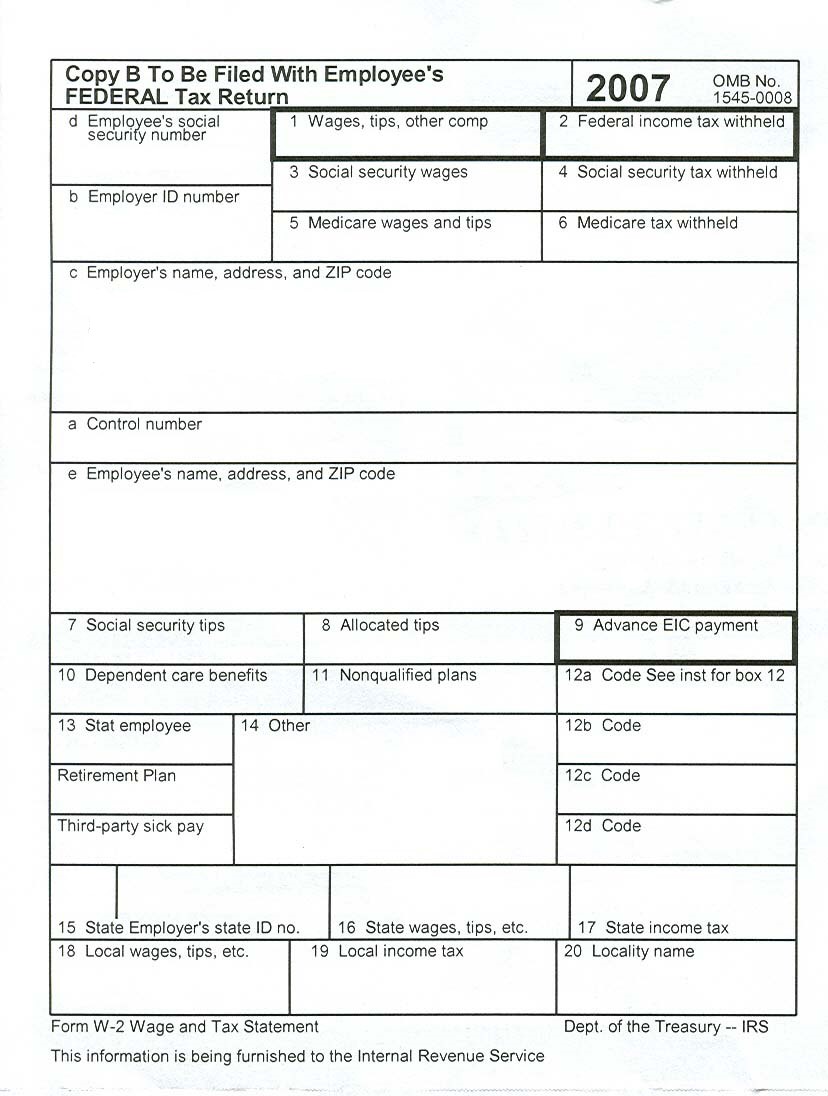 Copy B To Be Filed With Employee's
FEDERAL Tax Return
2007
OMB No.
1545-0008
d Employee's social
security number
1 Wages, tips, other comp
2 Federal income tax withheld
3 Social security wages
4 Social security tax withheld
b Employer ID number
5 Medicare wages and tips
6 Medicare tax withheld
c Employer's name, address, and ZIP code
a Control number
e Employee's name, address, and ZIP code
7 Social security tips
8 Allocated tips
9 Advance EIC payment
10 Dependent care benefits
11 Nonqualified plans
12a Code See inst for box 12
13 Stat employee
14 Other
12b Code
Retirement Plan
12c Code
Third-party sick pay
12d Code
15 State Employer's state ID no.
16 State wages, tips, etc.
17 State income tax
18 Local wages, tips, etc.
19 Local income tax
20 Locality name
Form W-2 Wage and Tax Statement
Dept. of the Treasury -- IRS
This information is being furnished to the Internal Revenue Service